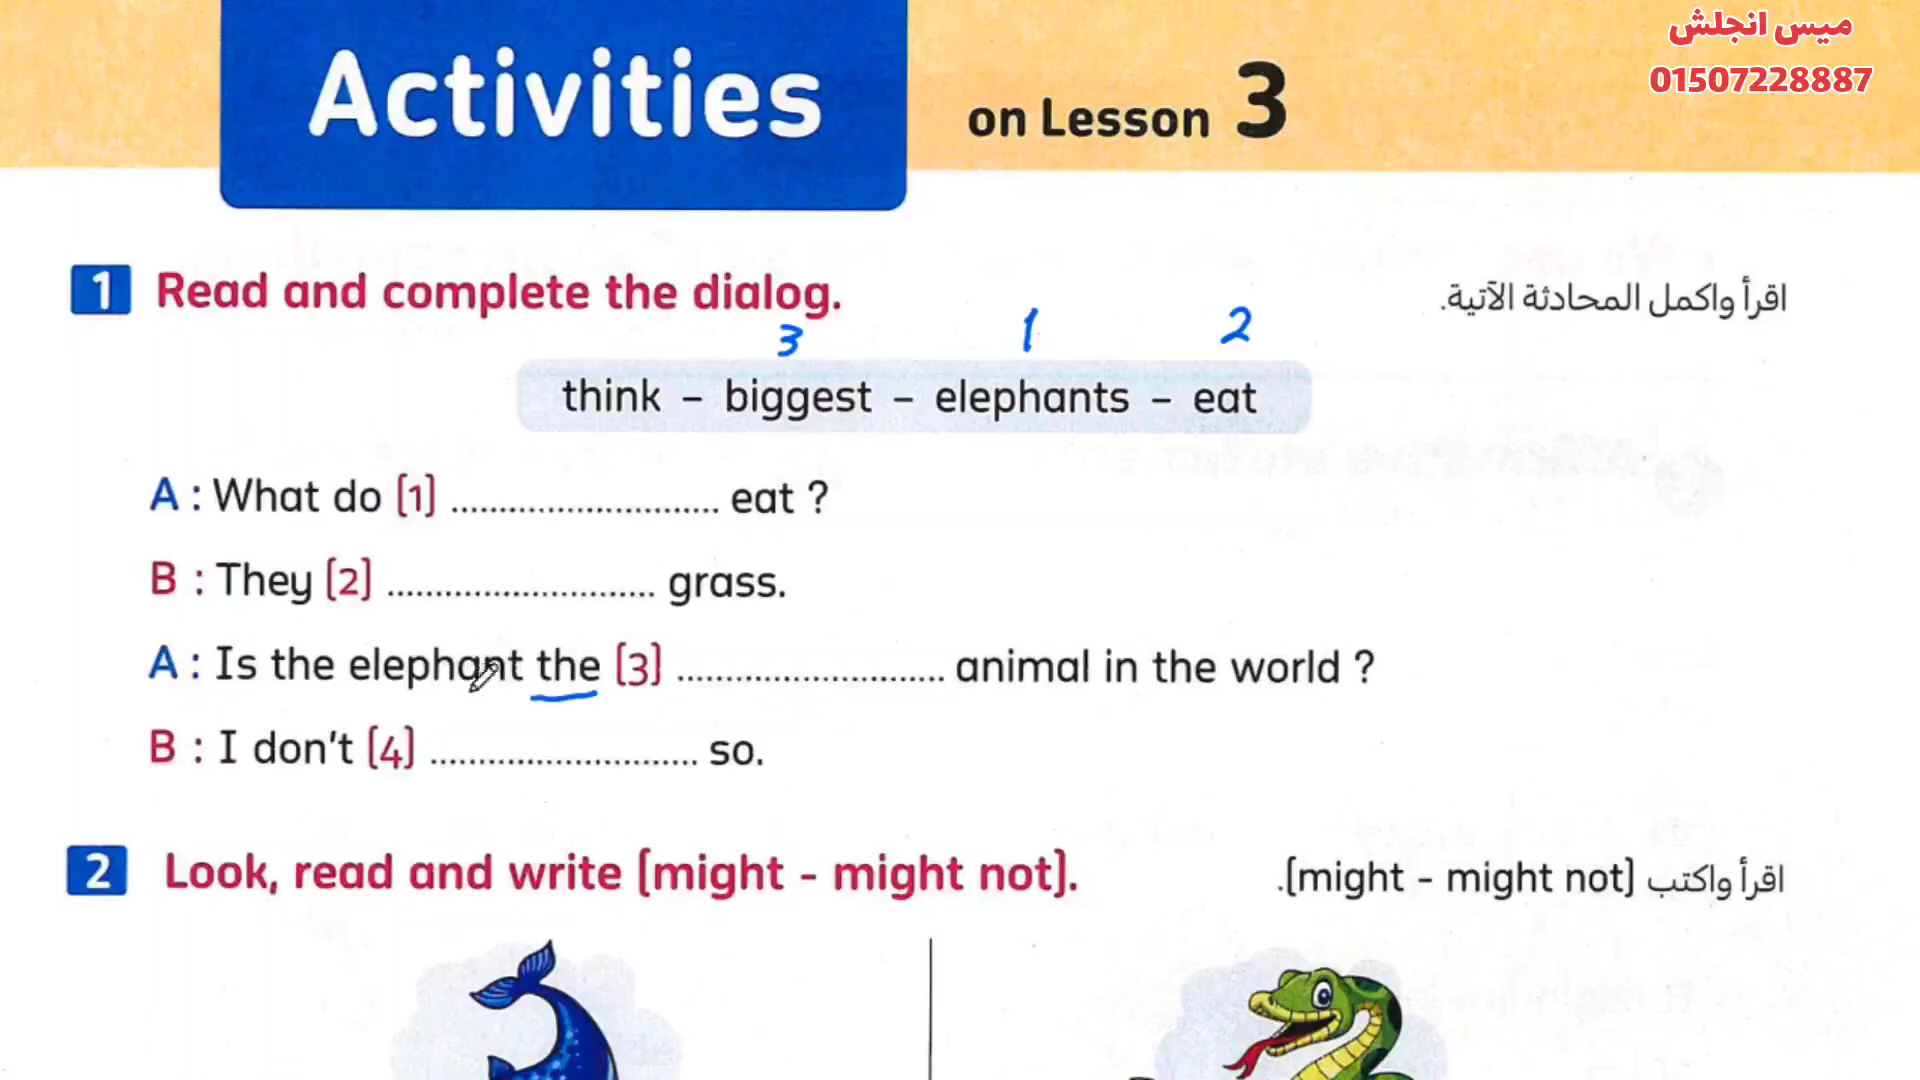 ميس انجلش
01507228887
Activities on Lesson 3
1 Read and complete the dialog. اقرأ واكمل المحادثة الآتية.
3 1 2
think – biggest – elephants – eat
A : What do (1) ........................... eat ?
B : They (2) ........................... grass.
A : Is the elephant the (3) ........................... animal in the world ?
B : I don't (4) ........................... so.
2 Look, read and write (might - might not). اقرأ واكتب (might - might not).